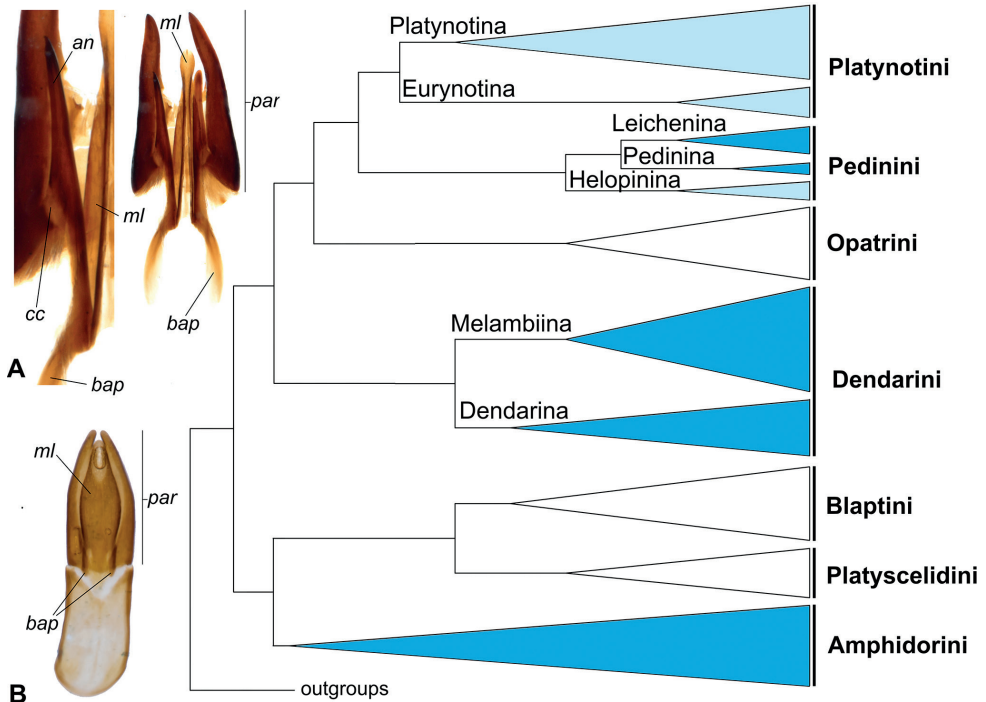 an
ml
par
ml
cc
bap
A
bap
ml
par
bap
B
Platynotina
Eurynotina
Platynotini
Leichenina
Pedinina
Helopinina
Pedinini
Opatrini
Melambiina
Dendarina
Dendarini
Blaptini
Platyscelidini
Amphidorini
outgroups